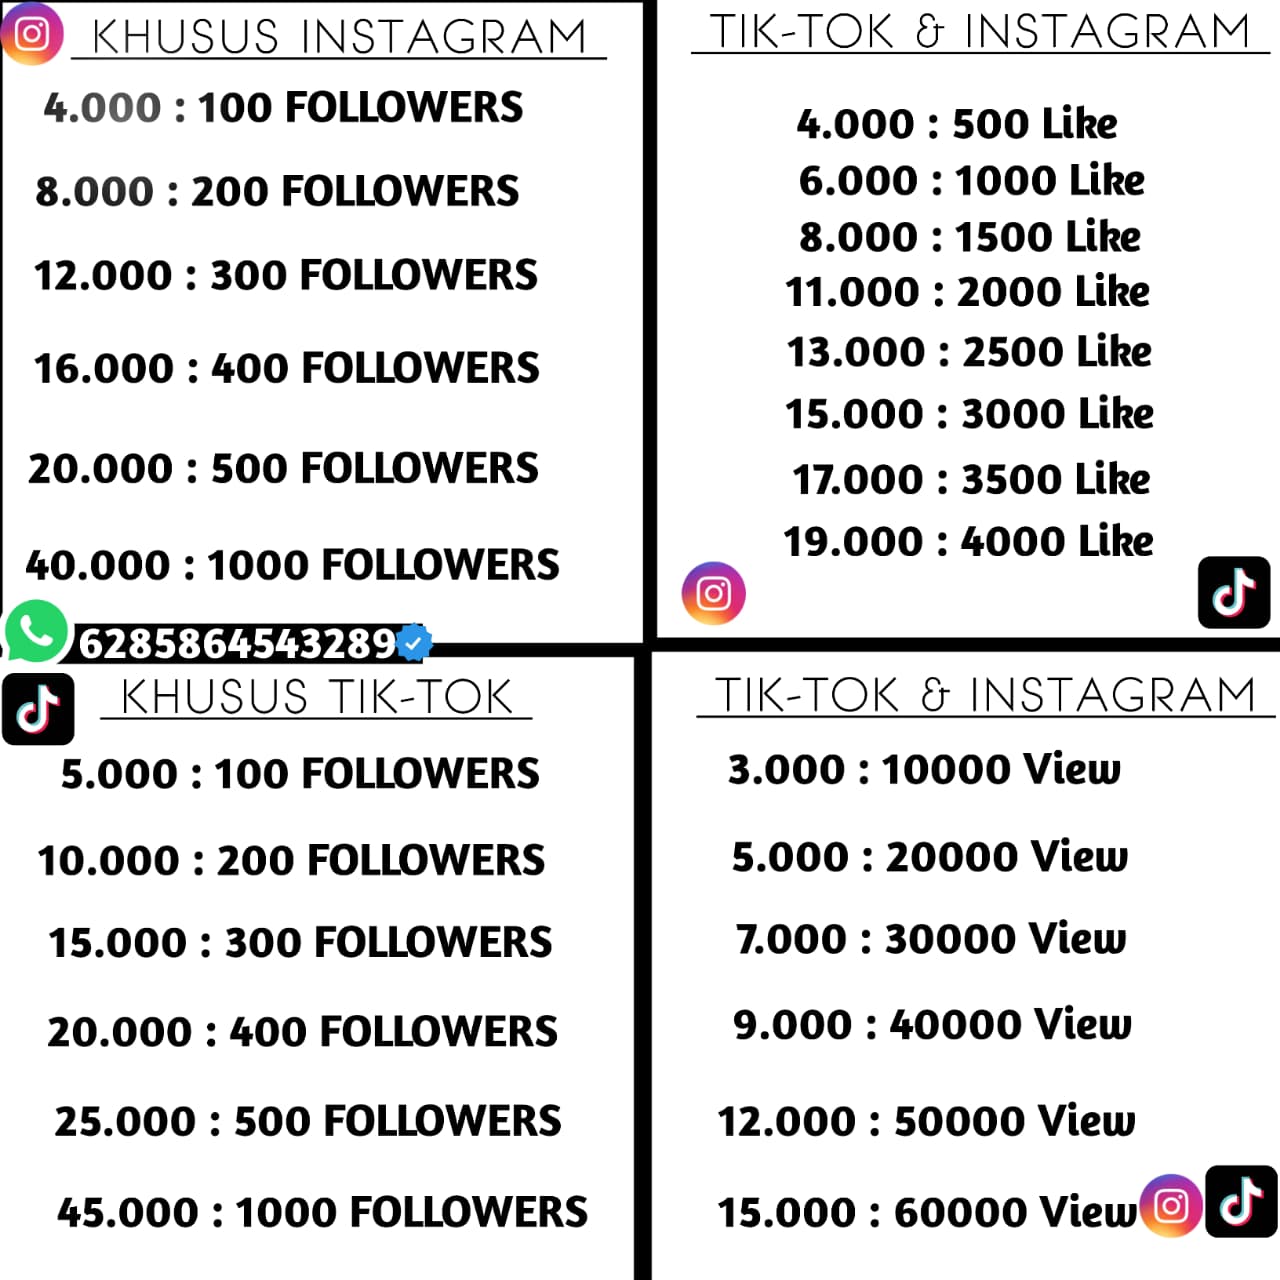 KHUSUS INSTAGRAM
4.000 : 100 FOLLOWERS
8.000 : 200 FOLLOWERS
12.000 : 300 FOLLOWERS
16.000 : 400 FOLLOWERS
20.000 : 500 FOLLOWERS
40.000 : 1000 FOLLOWERS
6285864543289
TIK-TOK & INSTAGRAM
4.000 : 500 Like
6.000 : 1000 Like
8.000 : 1500 Like
11.000 : 2000 Like
13.000 : 2500 Like
15.000 : 3000 Like
17.000 : 3500 Like
19.000 : 4000 Like
KHUSUS TIK-TOK
5.000 : 100 FOLLOWERS
10.000 : 200 FOLLOWERS
15.000 : 300 FOLLOWERS
20.000 : 400 FOLLOWERS
25.000 : 500 FOLLOWERS
45.000 : 1000 FOLLOWERS
TIK-TOK & INSTAGRAM
3.000 : 10000 View
5.000 : 20000 View
7.000 : 30000 View
9.000 : 40000 View
12.000 : 50000 View
15.000 : 60000 View